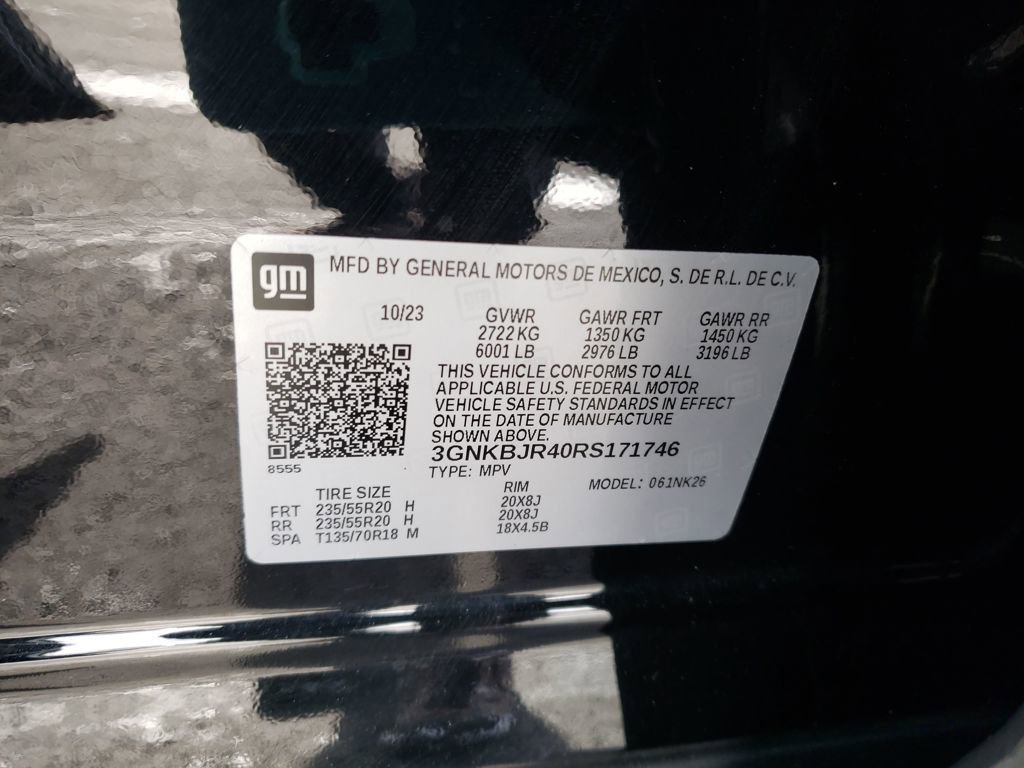 gm MFD BY GENERAL MOTORS DE MEXICO, S. DE R.L. DE C.V.
10/23 GVWR GAWR FRT GAWR RR
2722 KG 1350 KG 1450 KG
6001 LB 2976 LB 3196 LB
THIS VEHICLE CONFORMS TO ALL
APPLICABLE U.S. FEDERAL MOTOR
VEHICLE SAFETY STANDARDS IN EFFECT
ON THE DATE OF MANUFACTURE
SHOWN ABOVE.
3GNKBJR40RS171746
8555 TYPE: MPV MODEL: 061NK26
TIRE SIZE RIM
FRT 235/55R20 H 20X8J
RR 235/55R20 H 20X8J
SPA T135/70R18 M 18X4.5B